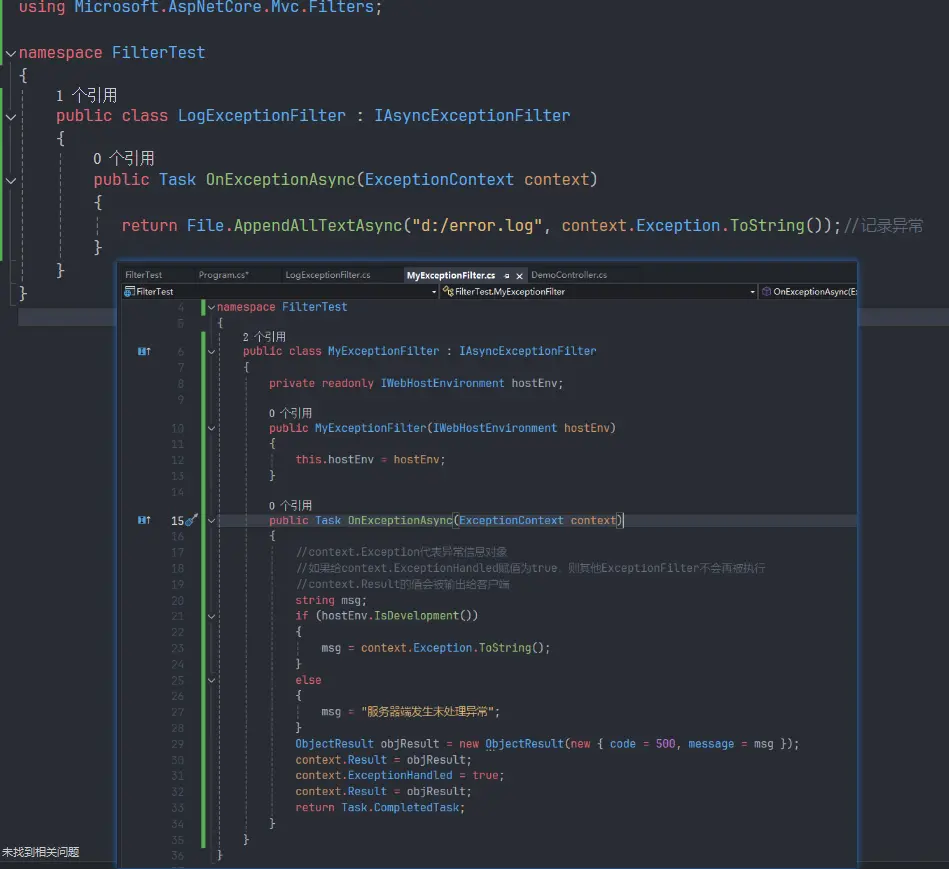 using Microsoft.AspNetCore.Mvc.Filters;
namespace FilterTest
{
1 个引用
public class LogExceptionFilter : IAsyncExceptionFilter
{
0 个引用
public Task OnExceptionAsync(ExceptionContext context)
{
return File.AppendAllTextAsync("d:/error.log", context.Exception.ToString());//记录异常
}
}
}
FilterTest Program.cs* LogExceptionFilter.cs MyExceptionFilter.cs DemoController.cs
FilterTest FilterTest.MyExceptionFilter OnExceptionAsync(E
4 namespace FilterTest
5 {
2 个引用
6 public class MyExceptionFilter : IAsyncExceptionFilter
7 {
8 private readonly IWebHostEnvironment hostEnv;
9
0 个引用
10 public MyExceptionFilter(IWebHostEnvironment hostEnv)
11 {
12 this.hostEnv = hostEnv;
13 }
14
0 个引用
15 public Task OnExceptionAsync(ExceptionContext context)
16 {
17 //context.Exception代表异常信息对象
18 //如果给context.ExceptionHandled赋值为true，则其他ExceptionFilter不会再被执行
19 //context.Result的值会被输出给客户端
20 string msg;
21 if (hostEnv.IsDevelopment())
22 {
23 msg = context.Exception.ToString();
24 }
25 else
26 {
27 msg = "服务器端发生未处理异常";
28 }
29 ObjectResult objResult = new ObjectResult(new { code = 500, message = msg });
30 context.Result = objResult;
31 context.ExceptionHandled = true;
32 context.Result = objResult;
33 return Task.CompletedTask;
34 }
35 }
36 }
未找到相关问题